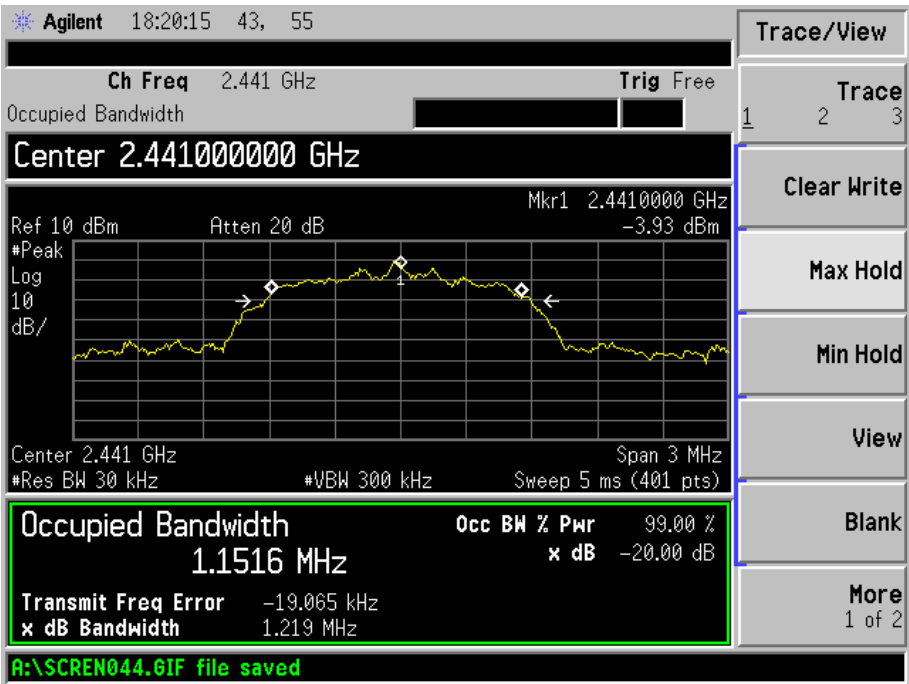 Agilent 18:20:15 43, 55
Trace/View
Ch Freq 2.441 GHz Trig Free
Occupied Bandwidth
Trace
1 2 3
Center 2.441000000 GHz
Clear Write
Mkr1 2.4410000 GHz
Ref 10 dBm Atten 20 dB -3.93 dBm
#Peak
Log
10
dB/
1
Max Hold
Min Hold
View
Center 2.441 GHz Span 3 MHz
#Res BW 30 kHz #VBW 300 kHz Sweep 5 ms (401 pts)
Occupied Bandwidth Occ BW % Pwr 99.00 %
1.1516 MHz x dB -20.00 dB
Blank
Transmit Freq Error -19.065 kHz
x dB Bandwidth 1.219 MHz
More
1 of 2
A:\SCREN044.GIF file saved